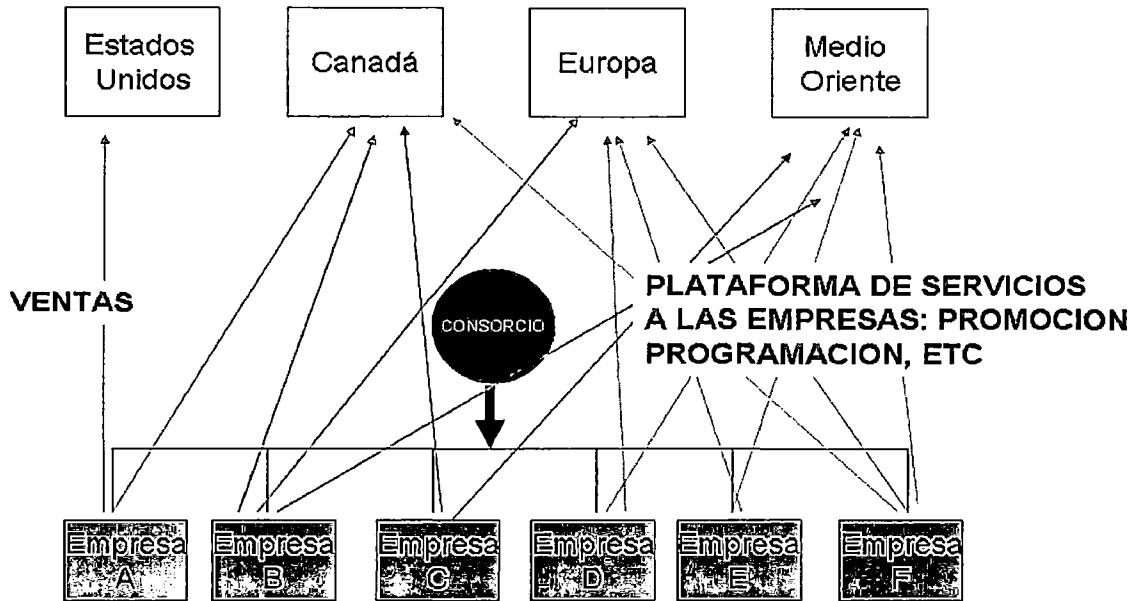 Estados
Unidos
Canadá
Europa
Medio
Oriente
VENTAS
CONSORCIO
PLATAFORMA DE SERVICIOS
A LAS EMPRESAS: PROMOCION
PROGRAMACION, ETC
Empresa
A
Empresa
B
Empresa
C
Empresa
D
Empresa
E
Empresa
F